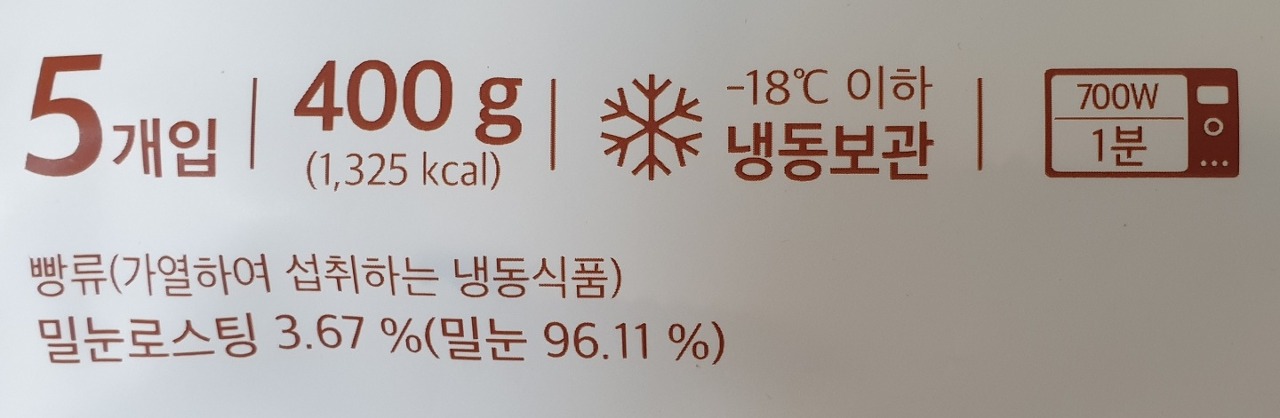 5개입
400 g
(1,325 kcal)
-18℃ 이하
냉동보관
700W
1분
빵류(가열하여 섭취하는 냉동식품)
밀눈로스팅 3.67 %(밀눈 96.11 %)